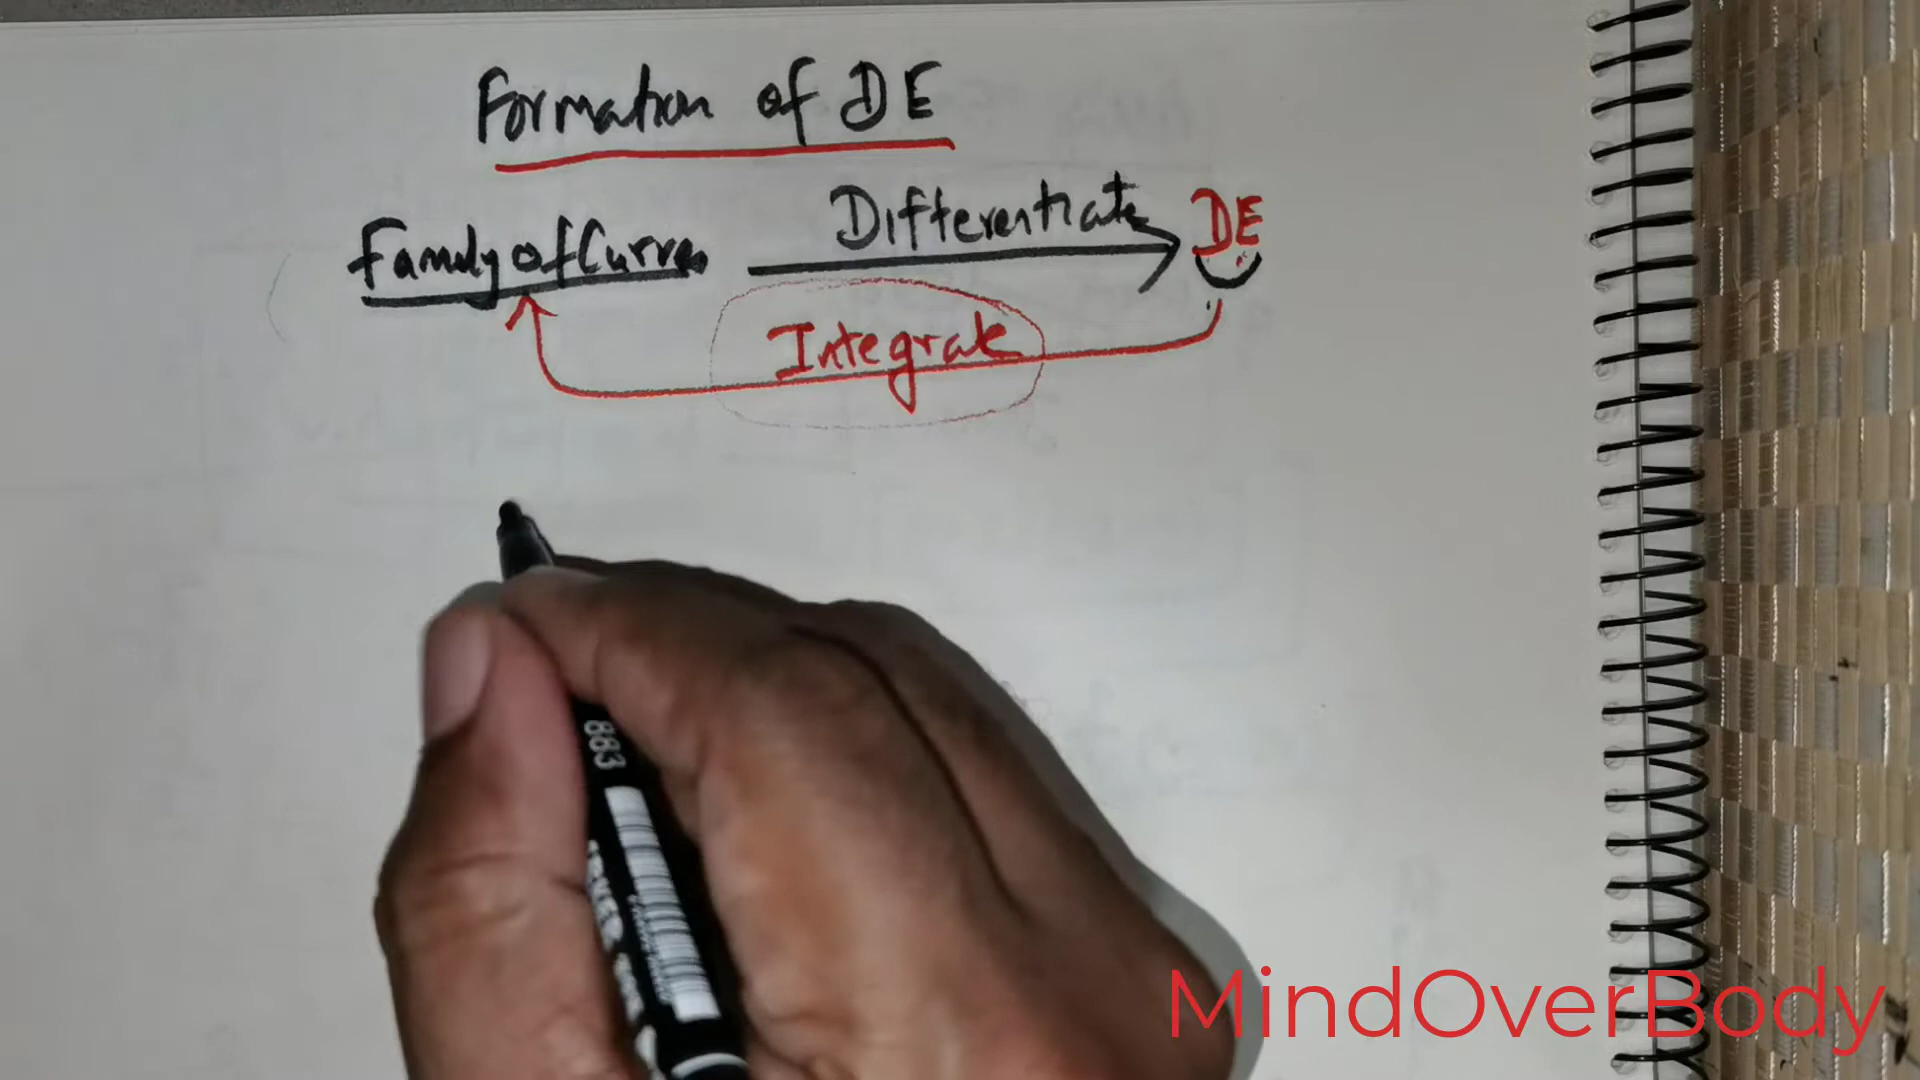 Formation of DE
Family of Curves Differentiate DE
Integrate
883
MindOverBody